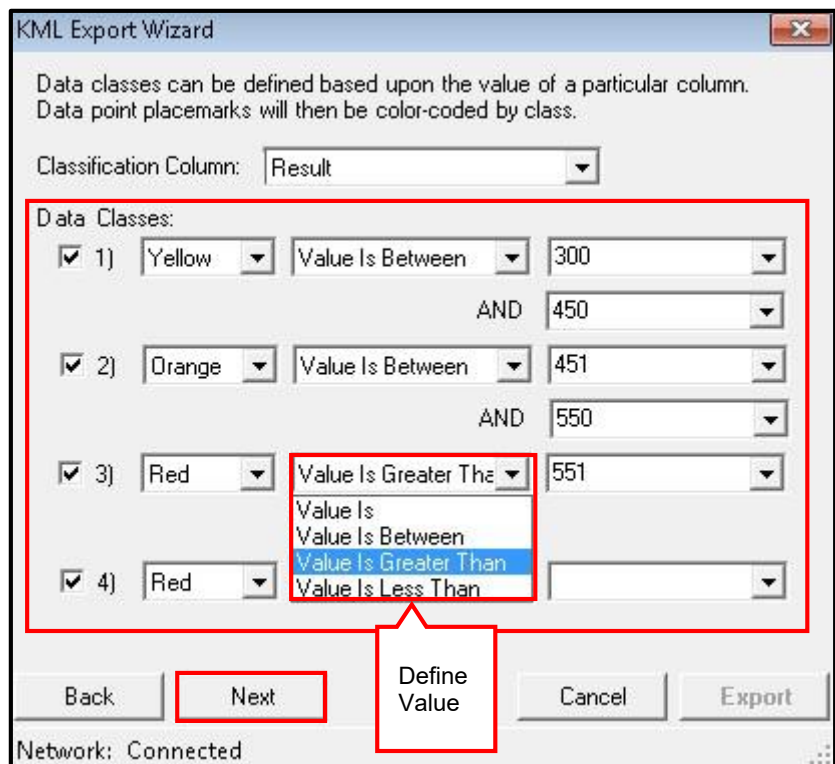 KML Export Wizard
Data classes can be defined based upon the value of a particular column.
Data point placemarks will then be color-coded by class.
Classification Column: Result
Data Classes:
1) Yellow Value Is Between 300
AND 450
2) Orange Value Is Between 451
AND 550
3) Red Value Is Greater Tha 551
Value Is
Value Is Between
Value Is Greater Than
4) Red Value Is Less Than
Define
Value
Back Next Cancel Export
Network: Connected